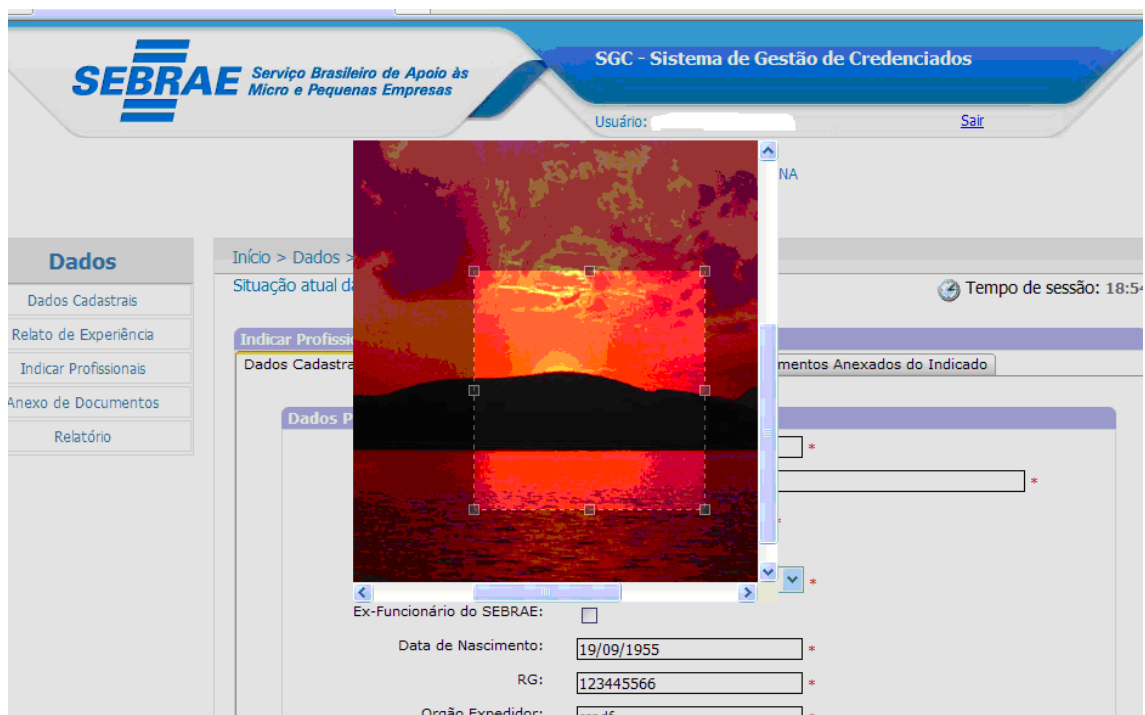 SEBRAE
Serviço Brasileiro de Apoio às
Micro e Pequenas Empresas
SGC - Sistema de Gestão de Credenciados
Usuário:
Sair
NA
Dados
Dados Cadastrais
Relato de Experiência
Indicar Profissionais
Anexo de Documentos
Relatório
Início > Dados >
Situação atual da
Tempo de sessão: 18:54
Indicar Profissi
Dados Cadastra
mentos Anexados do Indicado
Dados P
*
*
*
*
Ex-Funcionário do SEBRAE:
Data de Nascimento: 19/09/1955 *
RG: 123445566 *
Orgão Expedidor: